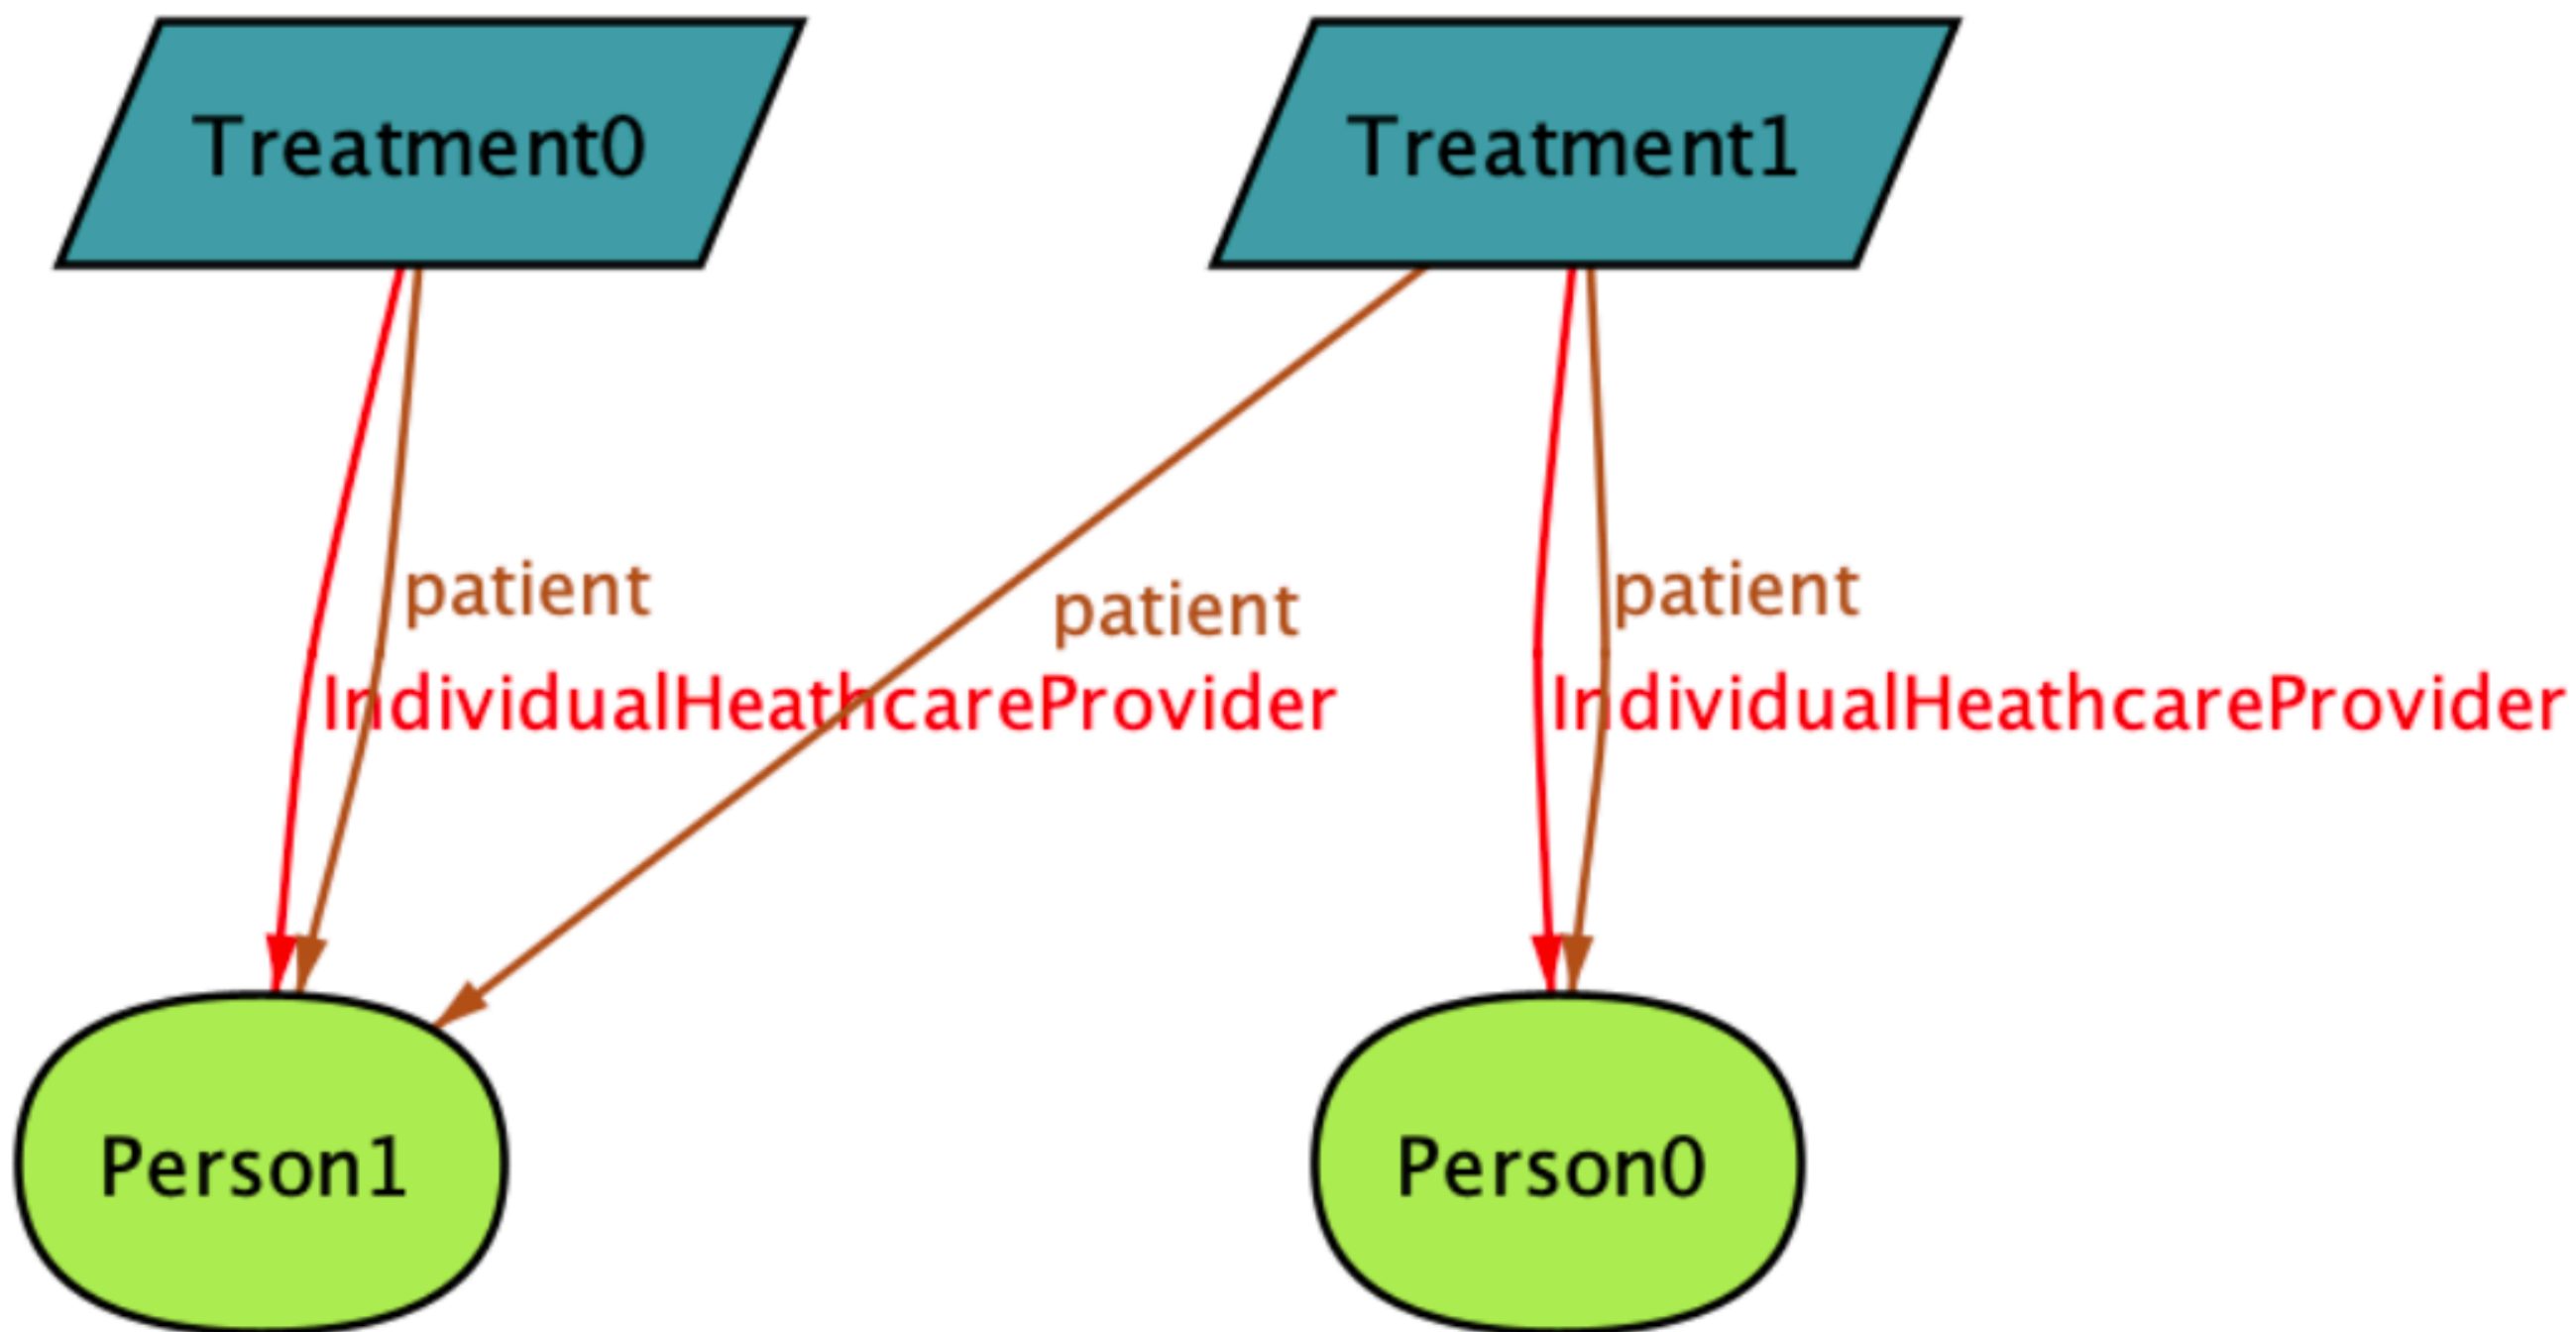 Treatment0
Treatment1
patient
patient
patient
IndividualHeathcareProvider
IndividualHeathcareProvider
Person1
Person0